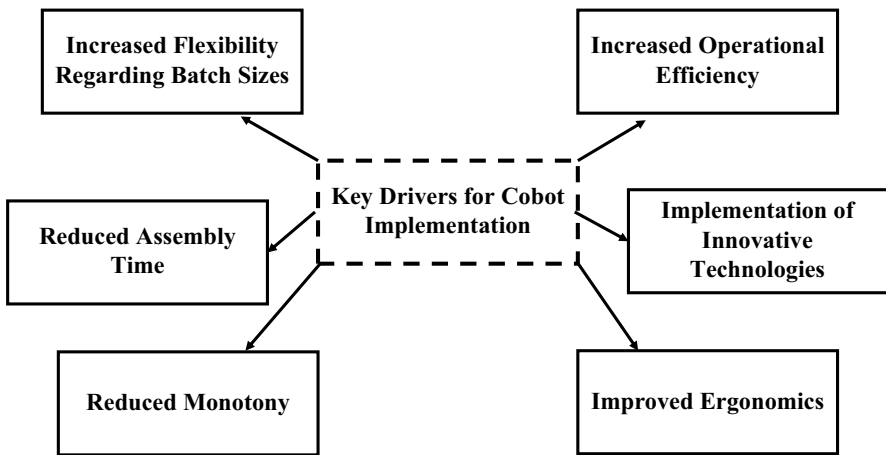 Increased Flexibility
Regarding Batch Sizes
Increased Operational
Efficiency
Key Drivers for Cobot
Implementation
Reduced Assembly
Time
Implementation of
Innovative
Technologies
Reduced Monotony
Improved Ergonomics